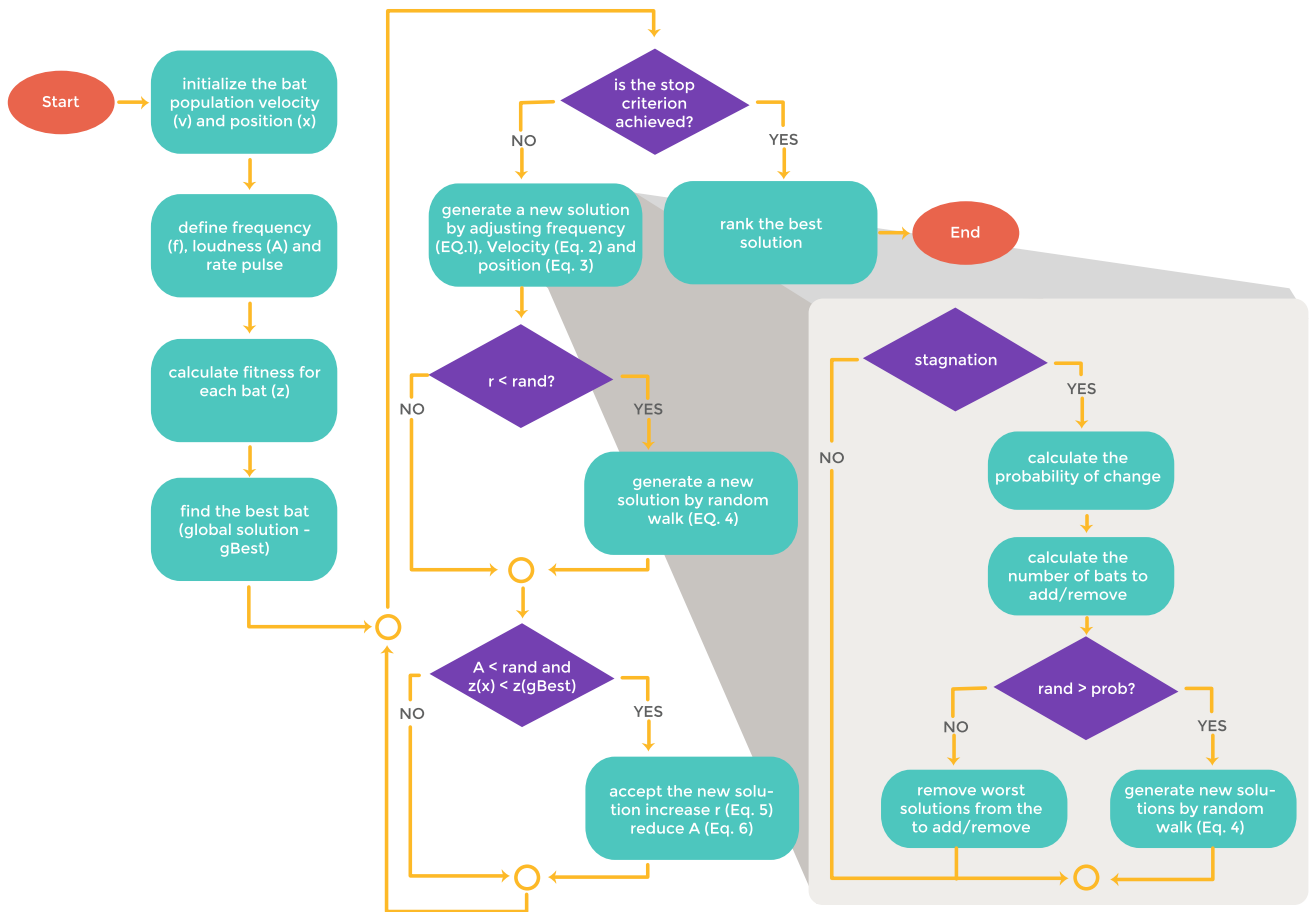 Start
initialize the bat
population velocity
(v) and position (x)
define frequency
(f), loudness (A) and
rate pulse
calculate fitness for
each bat (z)
find the best bat
(global solution -
gBest)
is the stop
criterion
achieved?
NO
YES
generate a new solution
by adjusting frequency
(EQ.1), Velocity (Eq. 2) and
position (Eq. 3)
rank the best
solution
End
r < rand?
NO
YES
generate a new
solution by random
walk (EQ. 4)
A < rand and
z(x) < z(gBest)
NO
YES
accept the new solu-
tion increase r (Eq. 5)
reduce A (Eq. 6)
stagnation
YES
NO
calculate the
probability of change
calculate the
number of bats to
add/remove
rand > prob?
NO
YES
remove worst
solutions from the
to add/remove
generate new solu-
tions by random
walk (Eq. 4)